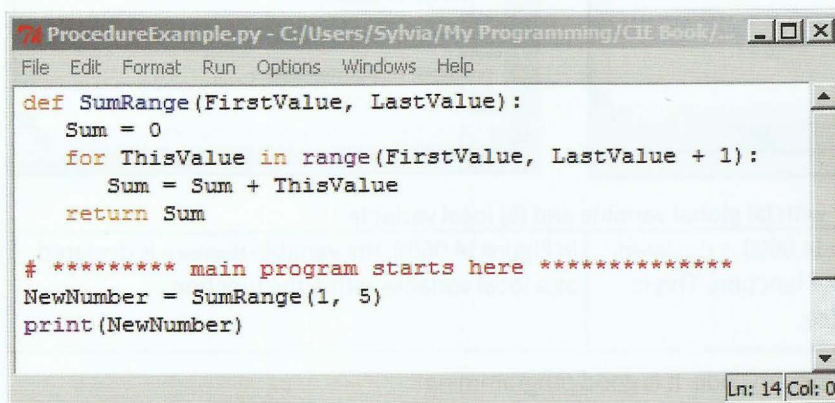 ProcedureExample.py - C:/Users/Sylvia/My Programming/CIE Book/...
File Edit Format Run Options Windows Help
def SumRange(FirstValue, LastValue):
   Sum = 0
   for ThisValue in range(FirstValue, LastValue + 1):
      Sum = Sum + ThisValue
   return Sum
# ********* main program starts here **************
NewNumber = SumRange(1, 5)
print(NewNumber)
Ln: 14 Col: 0